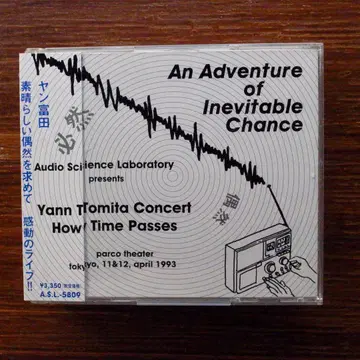 An Adventure
of
Inevitable
Chance
必然
偶然
Audio Science Laboratory
presents
Yann Tomita Concert
How Time Passes
parco theater
tokyo, 11&12, april 1993
ヤン富田
素晴らしい偶然を求めて 感動のライブ!!
¥3,350
A.S.L-5809